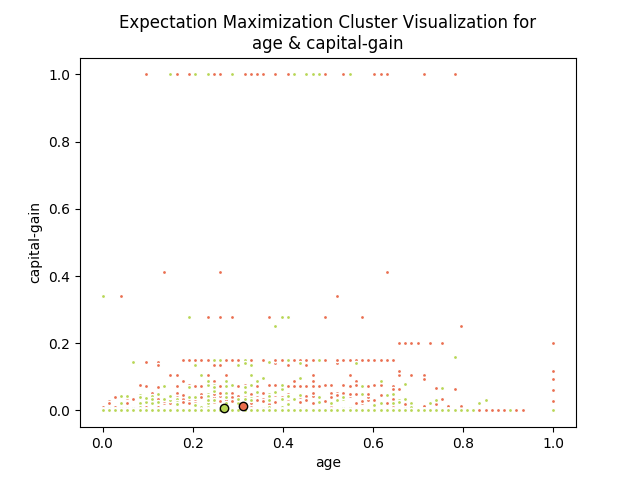 Expectation Maximization Cluster Visualization for
age & capital-gain
1.0
0.8
0.6
0.4
0.2
0.0
capital-gain
0.0 0.2 0.4 0.6 0.8 1.0
age